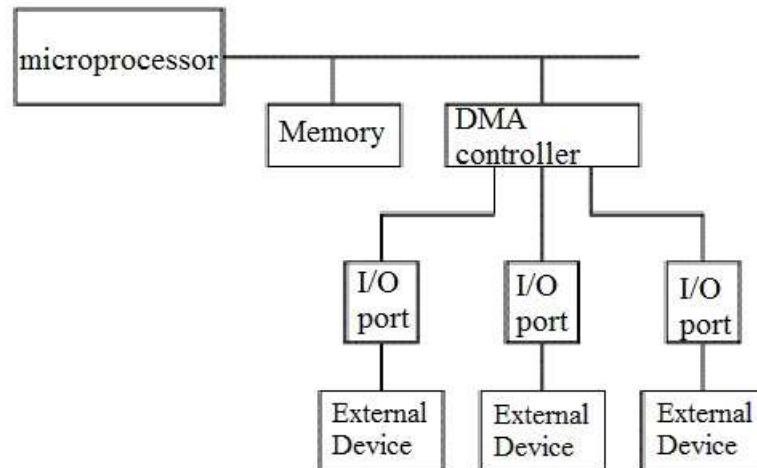 microprocessor
Memory
DMA
controller
I/O
port
I/O
port
I/O
port
External
Device
External
Device
External
Device